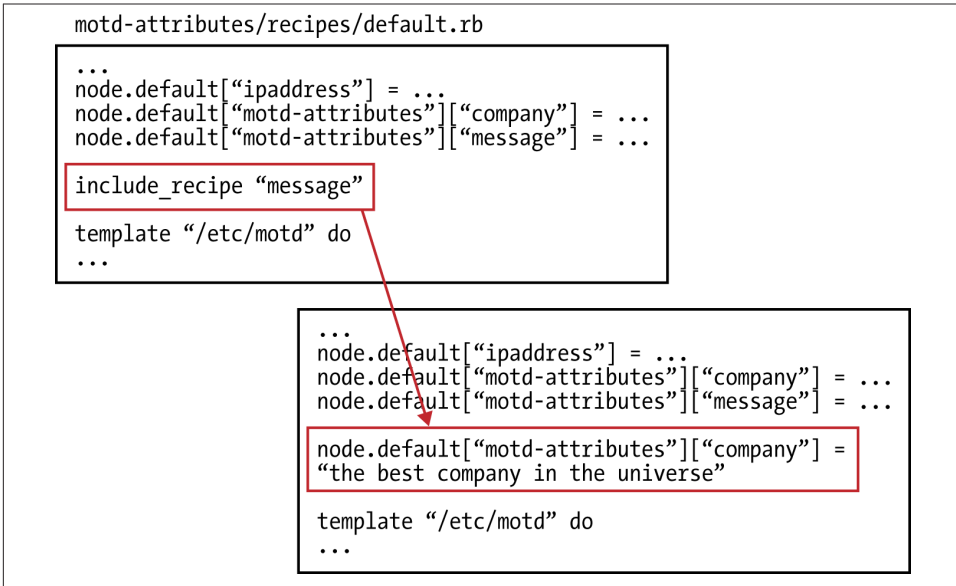 motd-attributes/recipes/default.rb
...
node.default[“ipaddress”] = ...
node.default[“motd-attributes”][“company”] = ...
node.default[“motd-attributes”][“message”] = ...
include_recipe “message”
template “/etc/motd” do
...
...
node.default[“ipaddress”] = ...
node.default[“motd-attributes”][“company”] = ...
node.default[“motd-attributes”][“message”] = ...
node.default[“motd-attributes”][“company”] =
“the best company in the universe”
template “/etc/motd” do
...